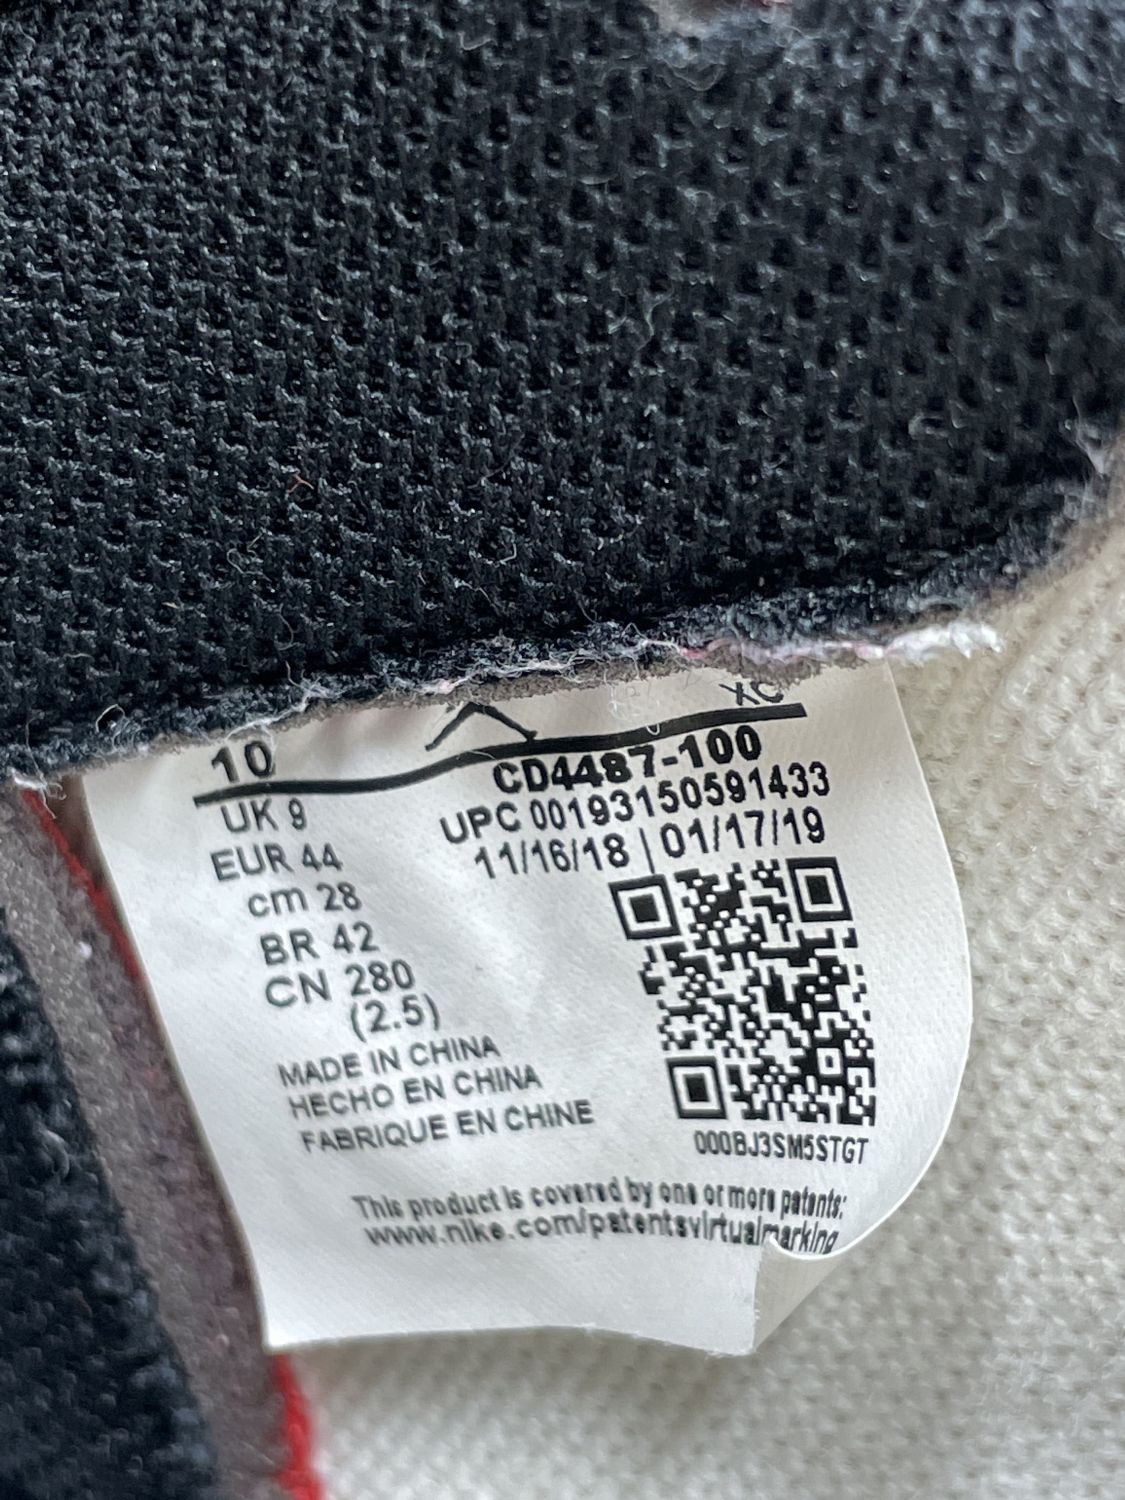 XC
10
CD4487-100
UK 9
UPC 00193150591433
EUR 44
11/16/18 | 01/17/19
cm 28
BR 42
CN 280
(2.5)
MADE IN CHINA
HECHO EN CHINA
FABRIQUE EN CHINE
000BJ3SM5STGT
This product is covered by one or more patents:
www.nike.com/patentsvirtualmarking